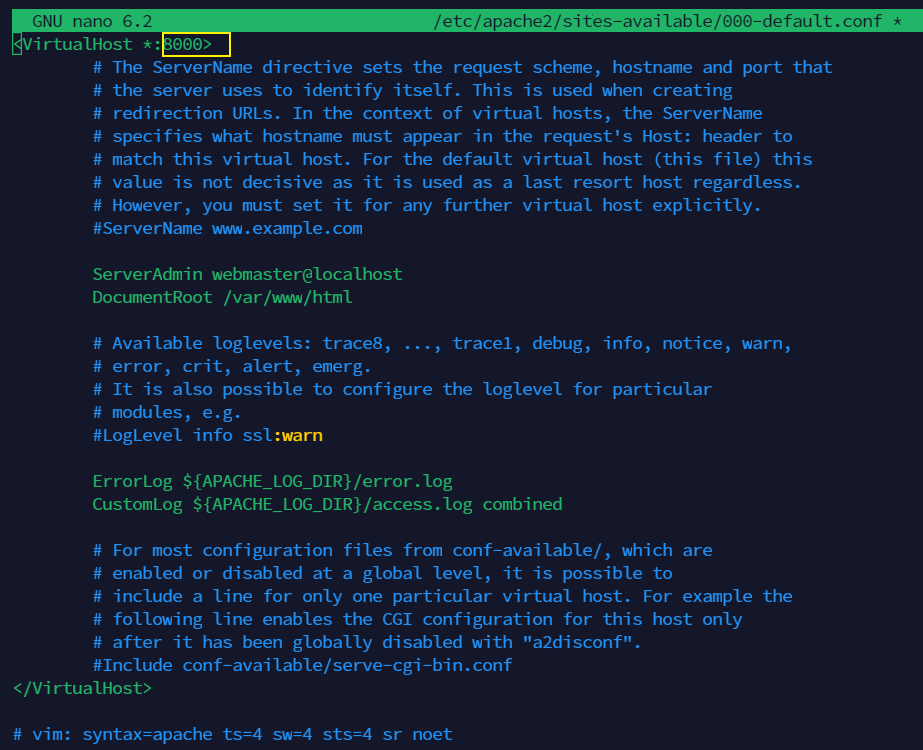 GNU nano 6.2 /etc/apache2/sites-available/000-default.conf *
<VirtualHost *:8000>
# The ServerName directive sets the request scheme, hostname and port that
# the server uses to identify itself. This is used when creating
# redirection URLs. In the context of virtual hosts, the ServerName
# specifies what hostname must appear in the request's Host: header to
# match this virtual host. For the default virtual host (this file) this
# value is not decisive as it is used as a last resort host regardless.
# However, you must set it for any further virtual host explicitly.
#ServerName www.example.com
ServerAdmin webmaster@localhost
DocumentRoot /var/www/html
# Available loglevels: trace8, ..., trace1, debug, info, notice, warn,
# error, crit, alert, emerg.
# It is also possible to configure the loglevel for particular
# modules, e.g.
#LogLevel info ssl:warn
ErrorLog ${APACHE_LOG_DIR}/error.log
CustomLog ${APACHE_LOG_DIR}/access.log combined
# For most configuration files from conf-available/, which are
# enabled or disabled at a global level, it is possible to
# include a line for only one particular virtual host. For example the
# following line enables the CGI configuration for this host only
# after it has been globally disabled with "a2disconf".
#Include conf-available/serve-cgi-bin.conf
</VirtualHost>
# vim: syntax=apache ts=4 sw=4 sts=4 sr noet